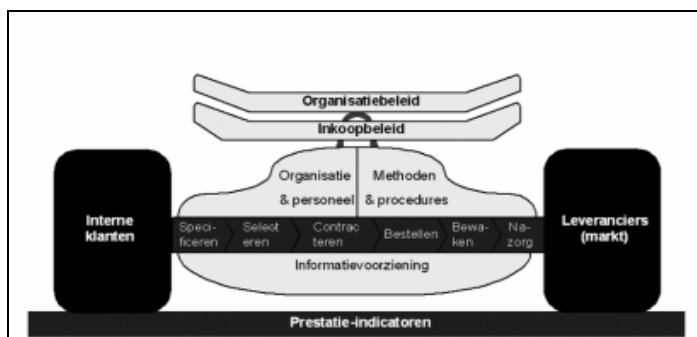 Organisatiebeleid
Inkoopbeleid
Organisatie
& personeel
Methoden
& procedures
Interne
klanten
Speci-
ficeren
Select
eren
Contrac
teren
Bestellen
Bewa-
ken
Na-
zorg
Leveranciers
(markt)
Informatievoorziening
Prestatie-indicatoren